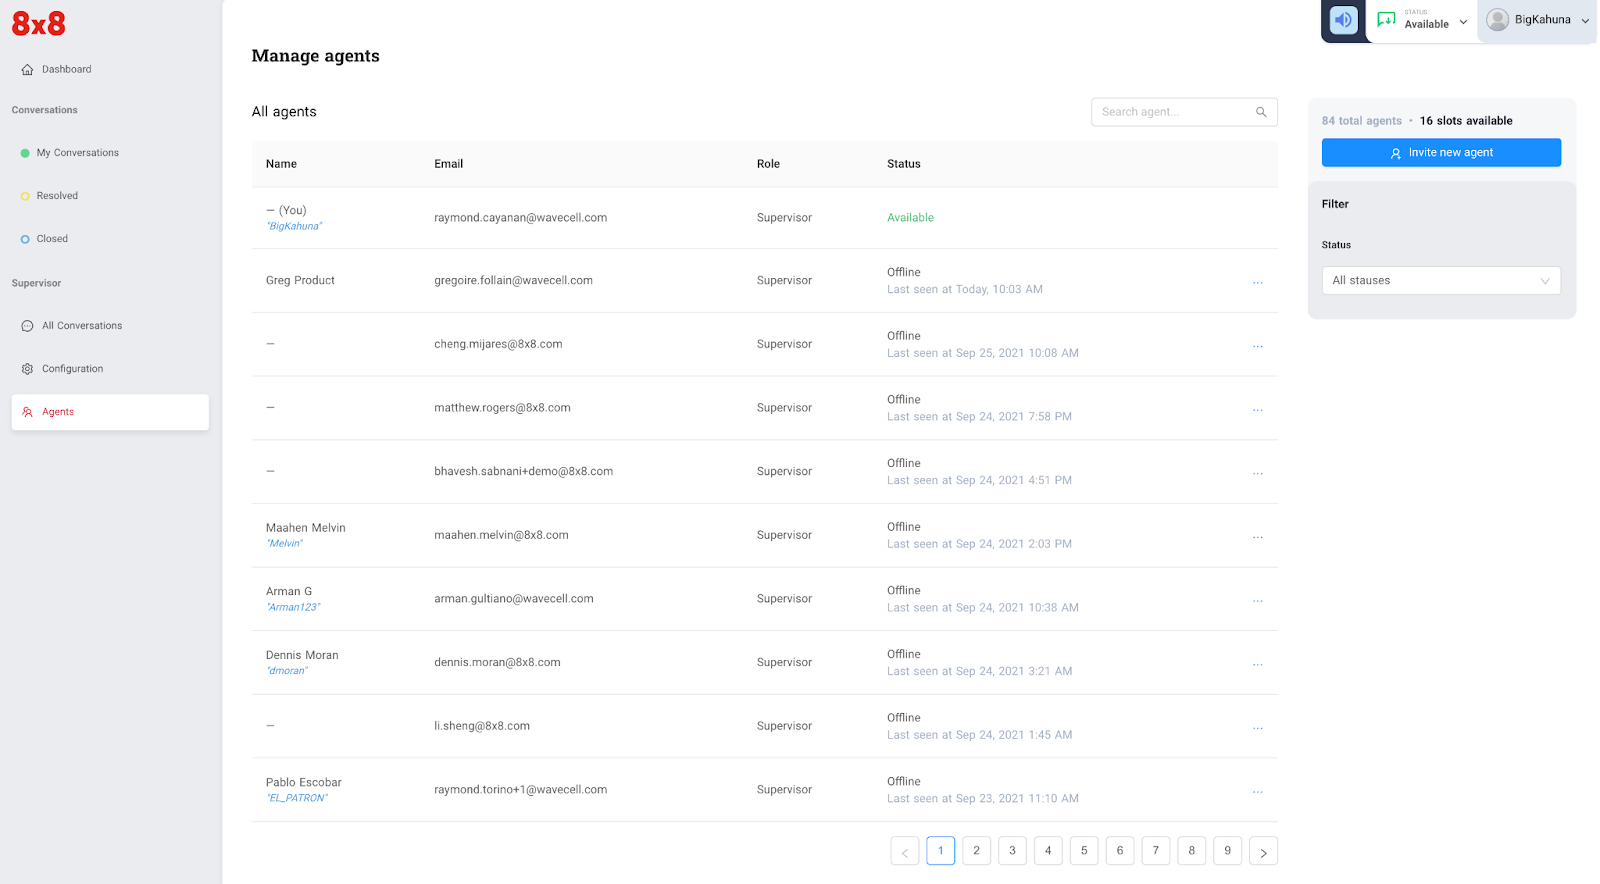 8x8
Dashboard
Conversations
My Conversations
Resolved
Closed
Supervisor
All Conversations
Configuration
Agents
STATUS
Available
BigKahuna
Manage agents
All agents
Search agent...
Name Email Role Status
— (You)
"BigKahuna"
raymond.cayanan@wavecell.com Supervisor Available
Greg Product gregoire.follain@wavecell.com Supervisor Offline
Last seen at Today, 10:03 AM
...
— cheng.mijares@8x8.com Supervisor Offline
Last seen at Sep 25, 2021 10:08 AM
...
— matthew.rogers@8x8.com Supervisor Offline
Last seen at Sep 24, 2021 7:58 PM
...
— bhavesh.sabnani+demo@8x8.com Supervisor Offline
Last seen at Sep 24, 2021 4:51 PM
...
Maahen Melvin
"Melvin"
maahen.melvin@8x8.com Supervisor Offline
Last seen at Sep 24, 2021 2:03 PM
...
Arman G
"Arman123"
arman.gultiano@wavecell.com Supervisor Offline
Last seen at Sep 24, 2021 10:38 AM
...
Dennis Moran
"dmoran"
dennis.moran@8x8.com Supervisor Offline
Last seen at Sep 24, 2021 3:21 AM
...
— li.sheng@8x8.com Supervisor Offline
Last seen at Sep 24, 2021 1:45 AM
...
Pablo Escobar
"EL_PATRON"
raymond.torino+1@wavecell.com Supervisor Offline
Last seen at Sep 23, 2021 11:10 AM
...
< 1 2 3 4 5 6 7 8 9 >
84 total agents • 16 slots available
Invite new agent
Filter
Status
All stauses